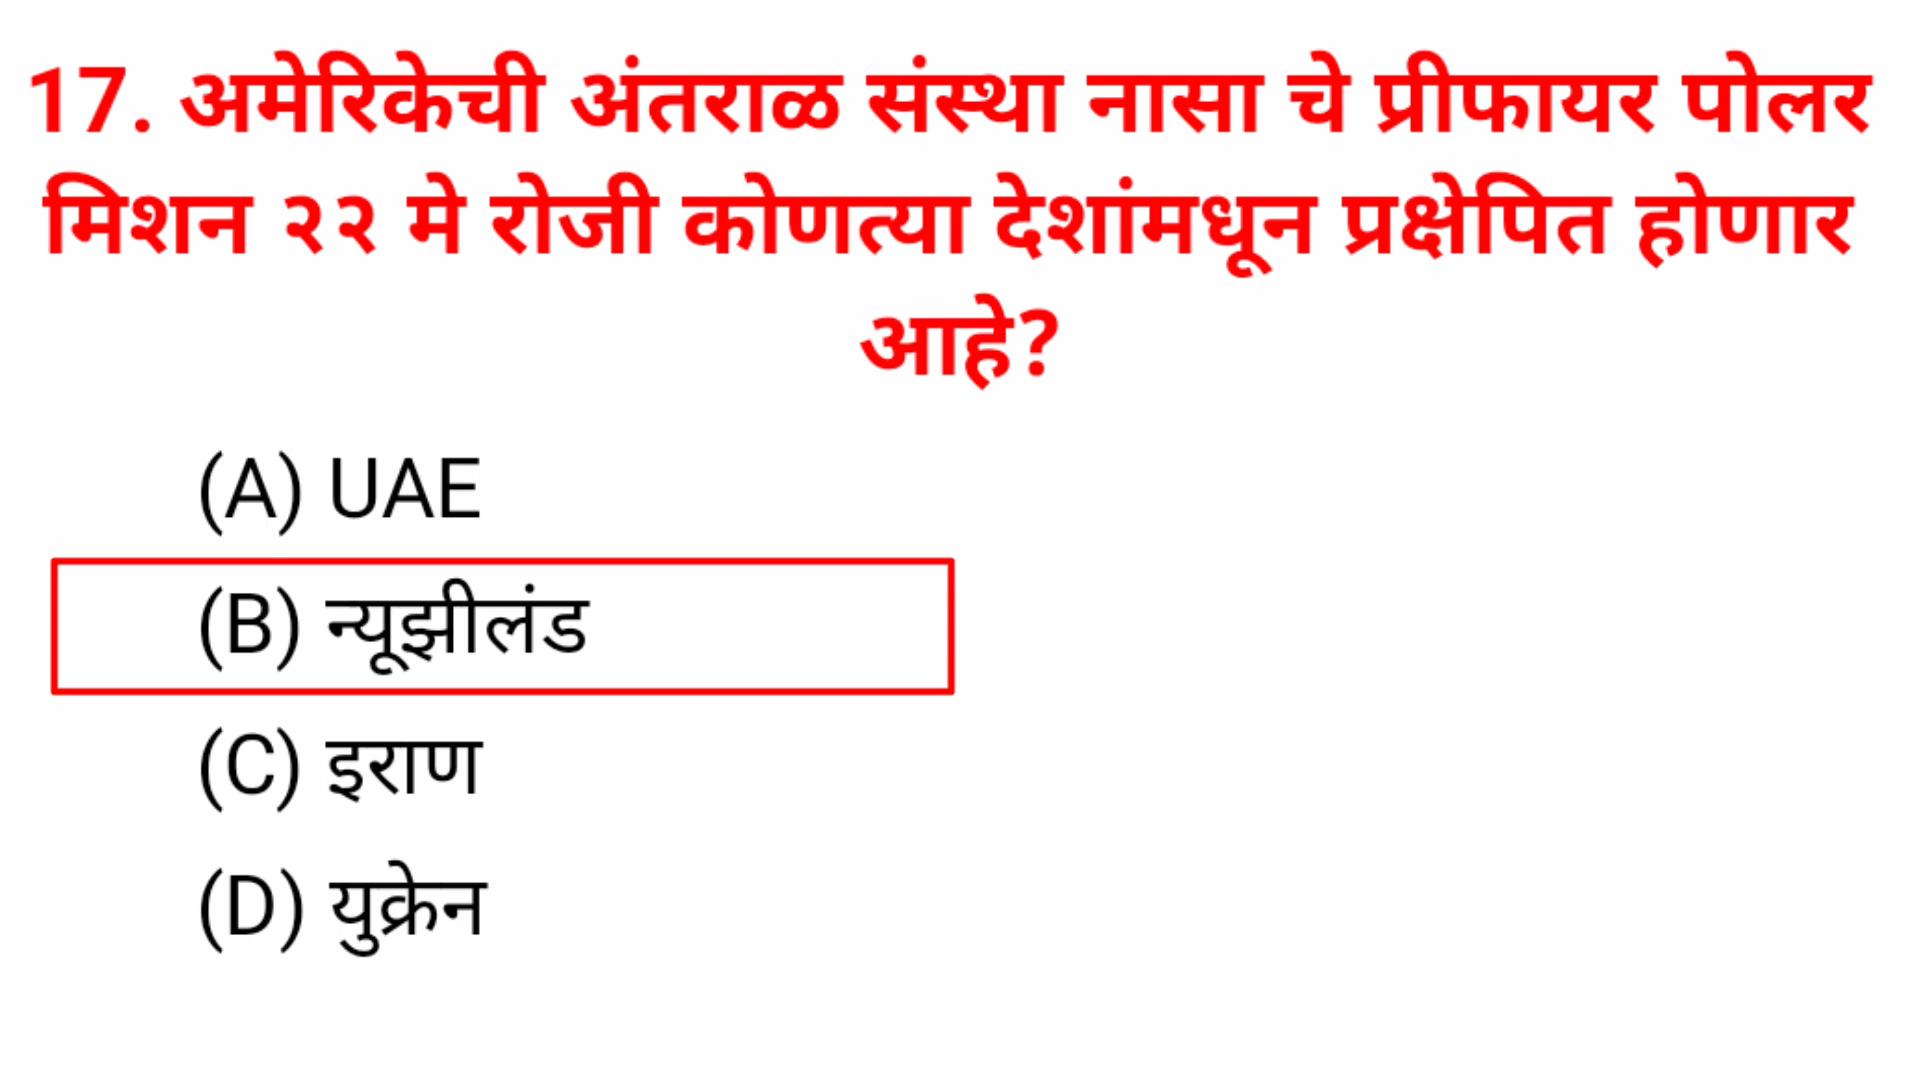 17. अमेरिकेची अंतराळ संस्था नासा चे प्रीफायर पोलर
मिशन २२ मे रोजी कोणत्या देशांमधून प्रक्षेपित होणार
आहे?
(A) UAE
(B) न्यूझीलंड
(C) इराण
(D) युक्रेन